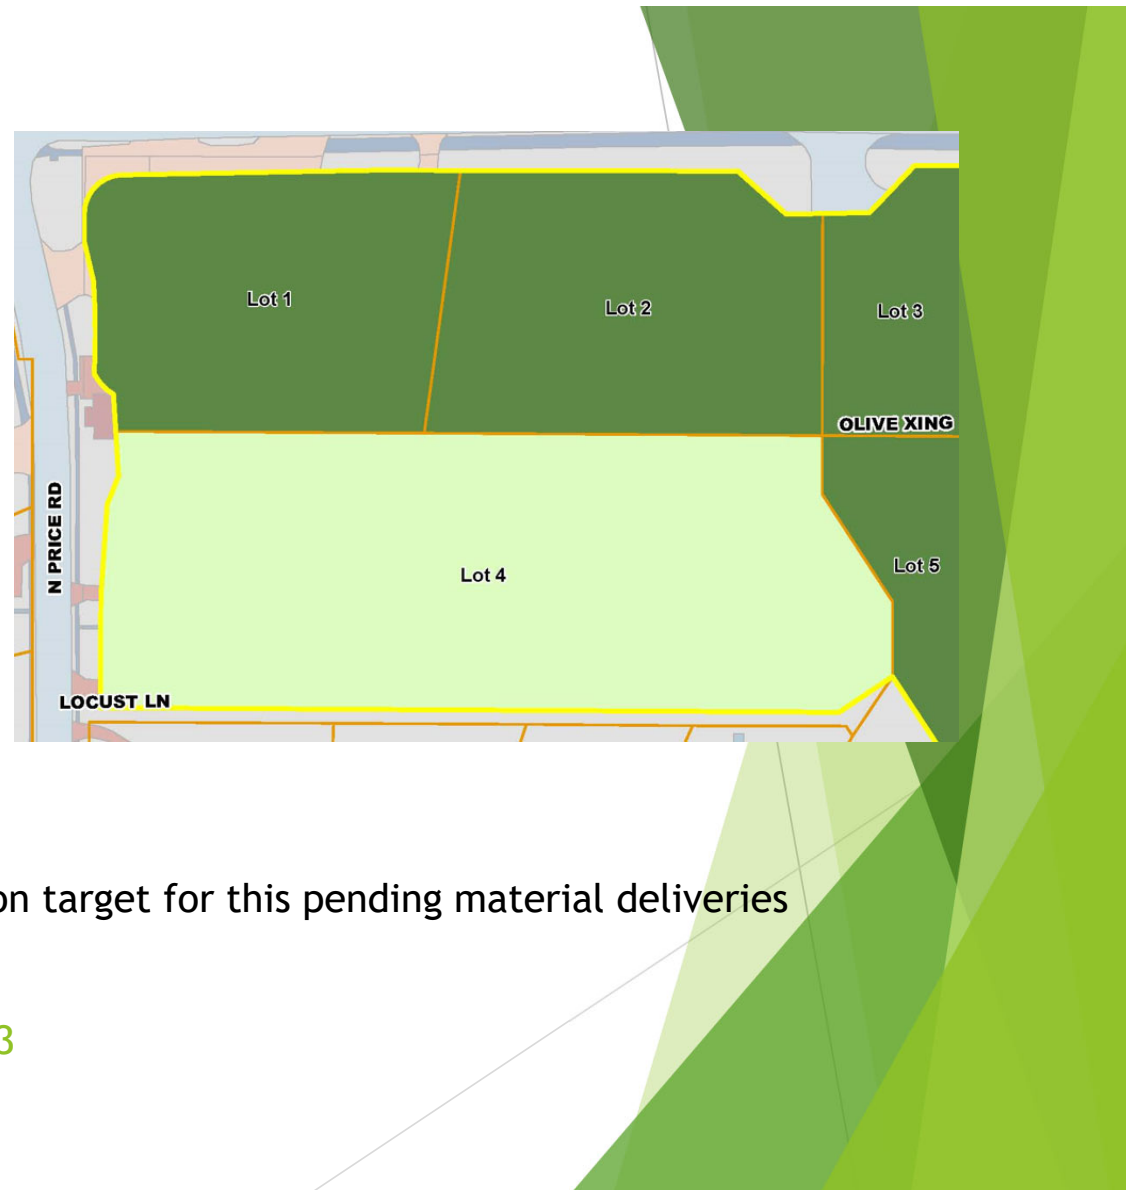 Lot 1
Lot 2
Lot 3
OLIVE XING
N PRICE RD
Lot 4
Lot 5
LOCUST LN
on target for this pending material deliveries
3